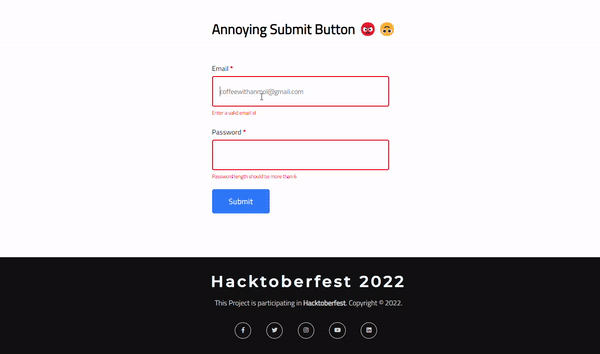 Annoying Submit Button
Email *
coffeewithanmol@gmail.com
Enter a valid email id
Password *
Password length should be more than 6
Submit
Hacktoberfest 2022
This Project is participating in Hacktoberfest. Copyright © 2022.